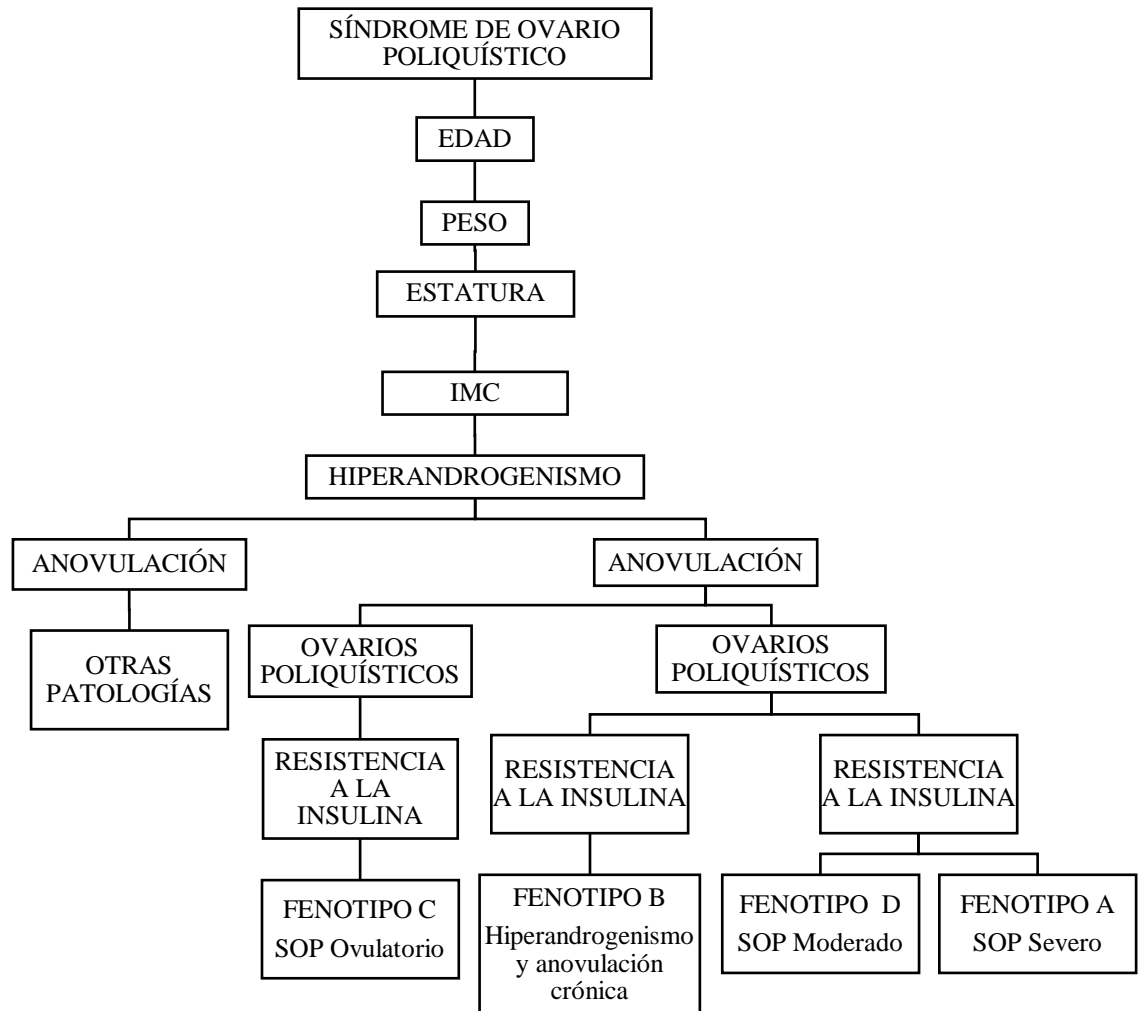 SÍNDROME DE OVARIO
POLIQUÍSTICO
EDAD
PESO
ESTATURA
IMC
HIPERANDROGENISMO
ANOVULACIÓN
ANOVULACIÓN
OTRAS
PATOLOGÍAS
OVARIOS
POLIQUÍSTICOS
OVARIOS
POLIQUÍSTICOS
RESISTENCIA
A LA
INSULINA
RESISTENCIA
A LA INSULINA
RESISTENCIA
A LA INSULINA
FENOTIPO C
SOP Ovulatorio
FENOTIPO B
Hiperandrogenismo
y anovulación
crónica
FENOTIPO D
SOP Moderado
FENOTIPO A
SOP Severo